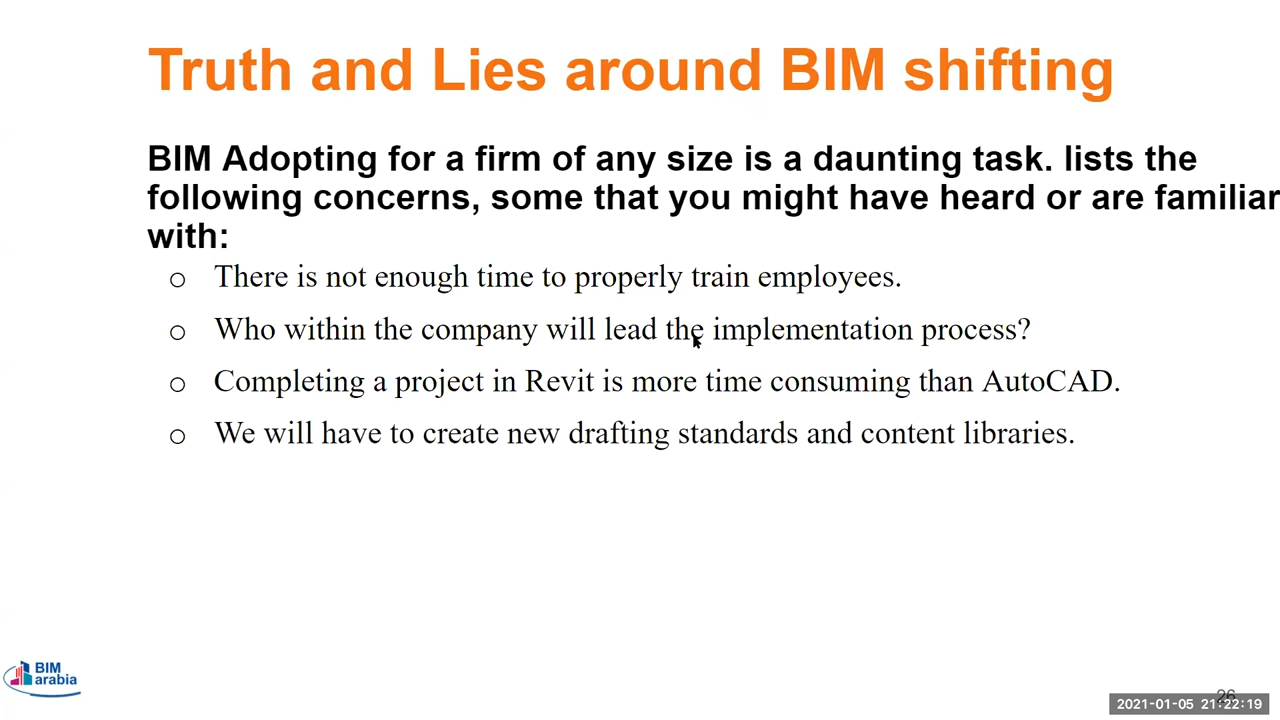 Truth and Lies around BIM shifting
BIM Adopting for a firm of any size is a daunting task. lists the
following concerns, some that you might have heard or are familiar
with:
o There is not enough time to properly train employees.
o Who within the company will lead the implementation process?
o Completing a project in Revit is more time consuming than AutoCAD.
o We will have to create new drafting standards and content libraries.
BIM
arabia
26
2021-01-05 21:22:19